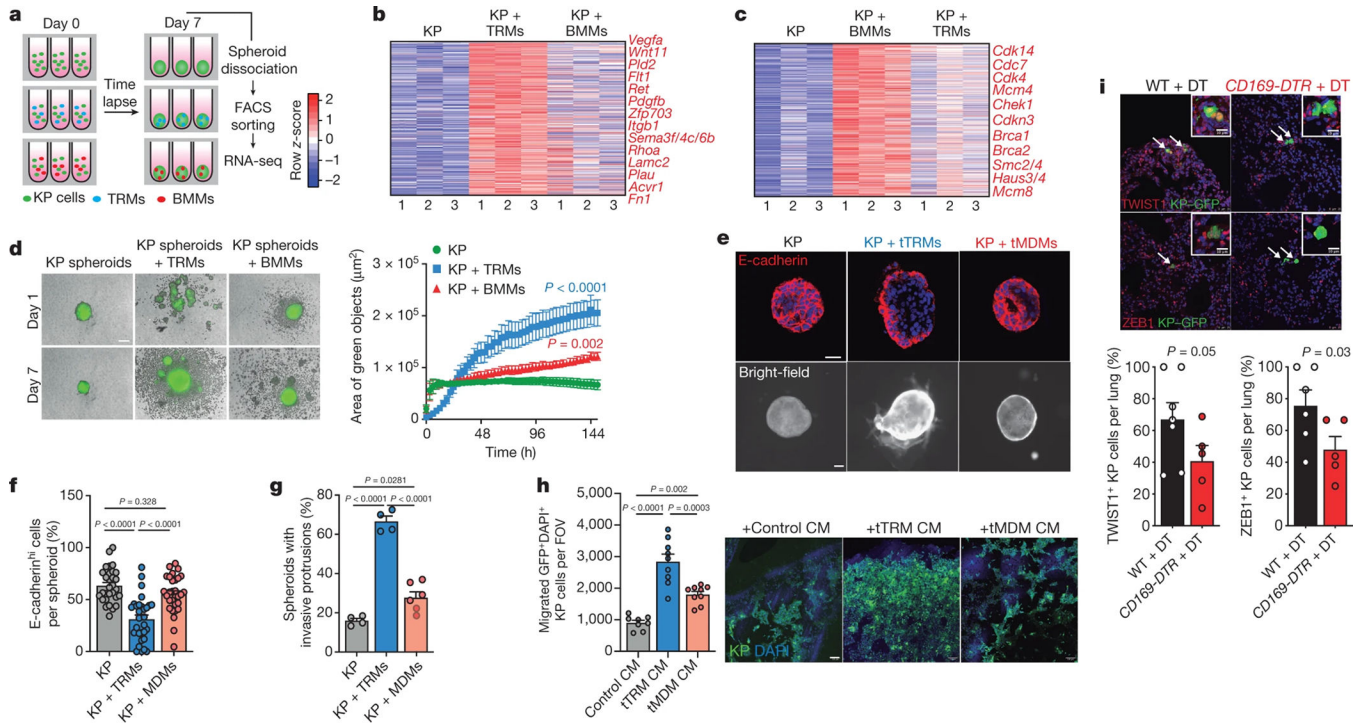 a
Day 0
Day 7
Time
lapse
Spheroid
dissociation
FACS
sorting
RNA-seq
KP cells
TRMs
BMMs
Row z-score
2
1
0
−1
−2
b
KP
KP +
TRMs
KP +
BMMs
Vegfa
Wnt11
Pld2
Flt1
Ret
Pdgfb
Zfp703
Itgb1
Sema3f/4c/6b
Rhoa
Lamc2
Plau
Acvr1
Fn1
1 2 3 1 2 3 1 2 3
c
KP
KP +
BMMs
KP +
TRMs
Cdk14
Cdc7
Cdk4
Mcm4
Chek1
Cdkn3
Brca1
Brca2
Smc2/4
Haus3/4
Mcm8
1 2 3 1 2 3 1 2 3
d
KP spheroids
KP spheroids
+ TRMs
KP spheroids
+ BMMs
Day 1
Day 7
Area of green objects (μm²)
3 × 10⁵
2 × 10⁵
1 × 10⁵
0
KP
KP + TRMs
KP + BMMs
P < 0.0001
P = 0.002
0 48 96 144
Time (h)
e
KP
KP + tTRMs
KP + tMDMs
E-cadherin
Bright-field
f
E-cadherinʰⁱ cells
per spheroid (%)
150
100
50
0
P = 0.328
P < 0.0001
P < 0.0001
KP
KP + TRMs
KP + MDMs
g
Spheroids with
invasive protrusions (%)
100
80
60
40
20
0
P = 0.0281
P < 0.0001
P < 0.0001
KP
KP + TRMs
KP + MDMs
h
Migrated GFP⁺DAPI⁺
KP cells per FOV
5,000
4,000
3,000
2,000
1,000
0
P = 0.002
P < 0.0001
P = 0.0003
Control CM
tTRM CM
tMDM CM
+Control CM
+tTRM CM
+tMDM CM
KP DAPI
i
WT + DT
CD169-DTR + DT
TWIST1 KP–GFP
ZEB1 KP–GFP
TWIST1⁺ KP cells per lung (%)
100
80
60
40
20
0
P = 0.05
WT + DT
CD169-DTR + DT
ZEB1⁺ KP cells per lung (%)
100
80
60
40
20
0
P = 0.03
WT + DT
CD169-DTR + DT